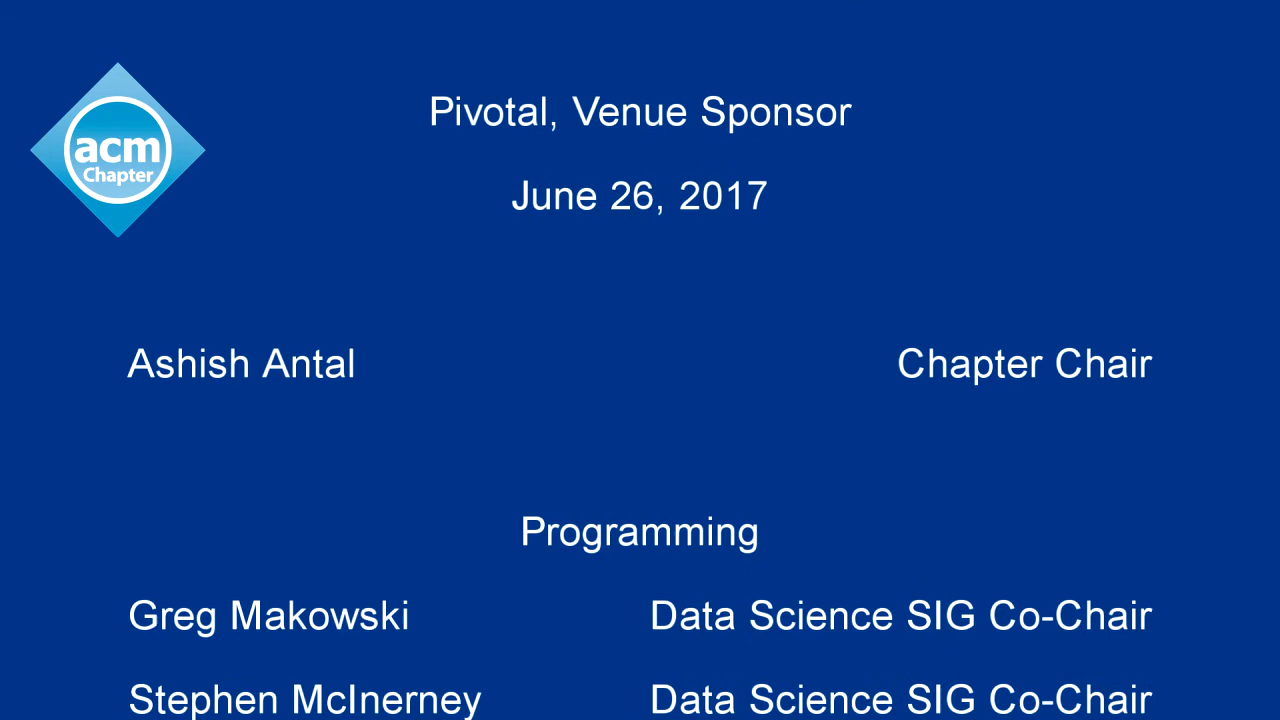 acm
Chapter
Pivotal, Venue Sponsor
June 26, 2017
Ashish Antal Chapter Chair
Programming
Greg Makowski Data Science SIG Co-Chair
Stephen McInerney Data Science SIG Co-Chair